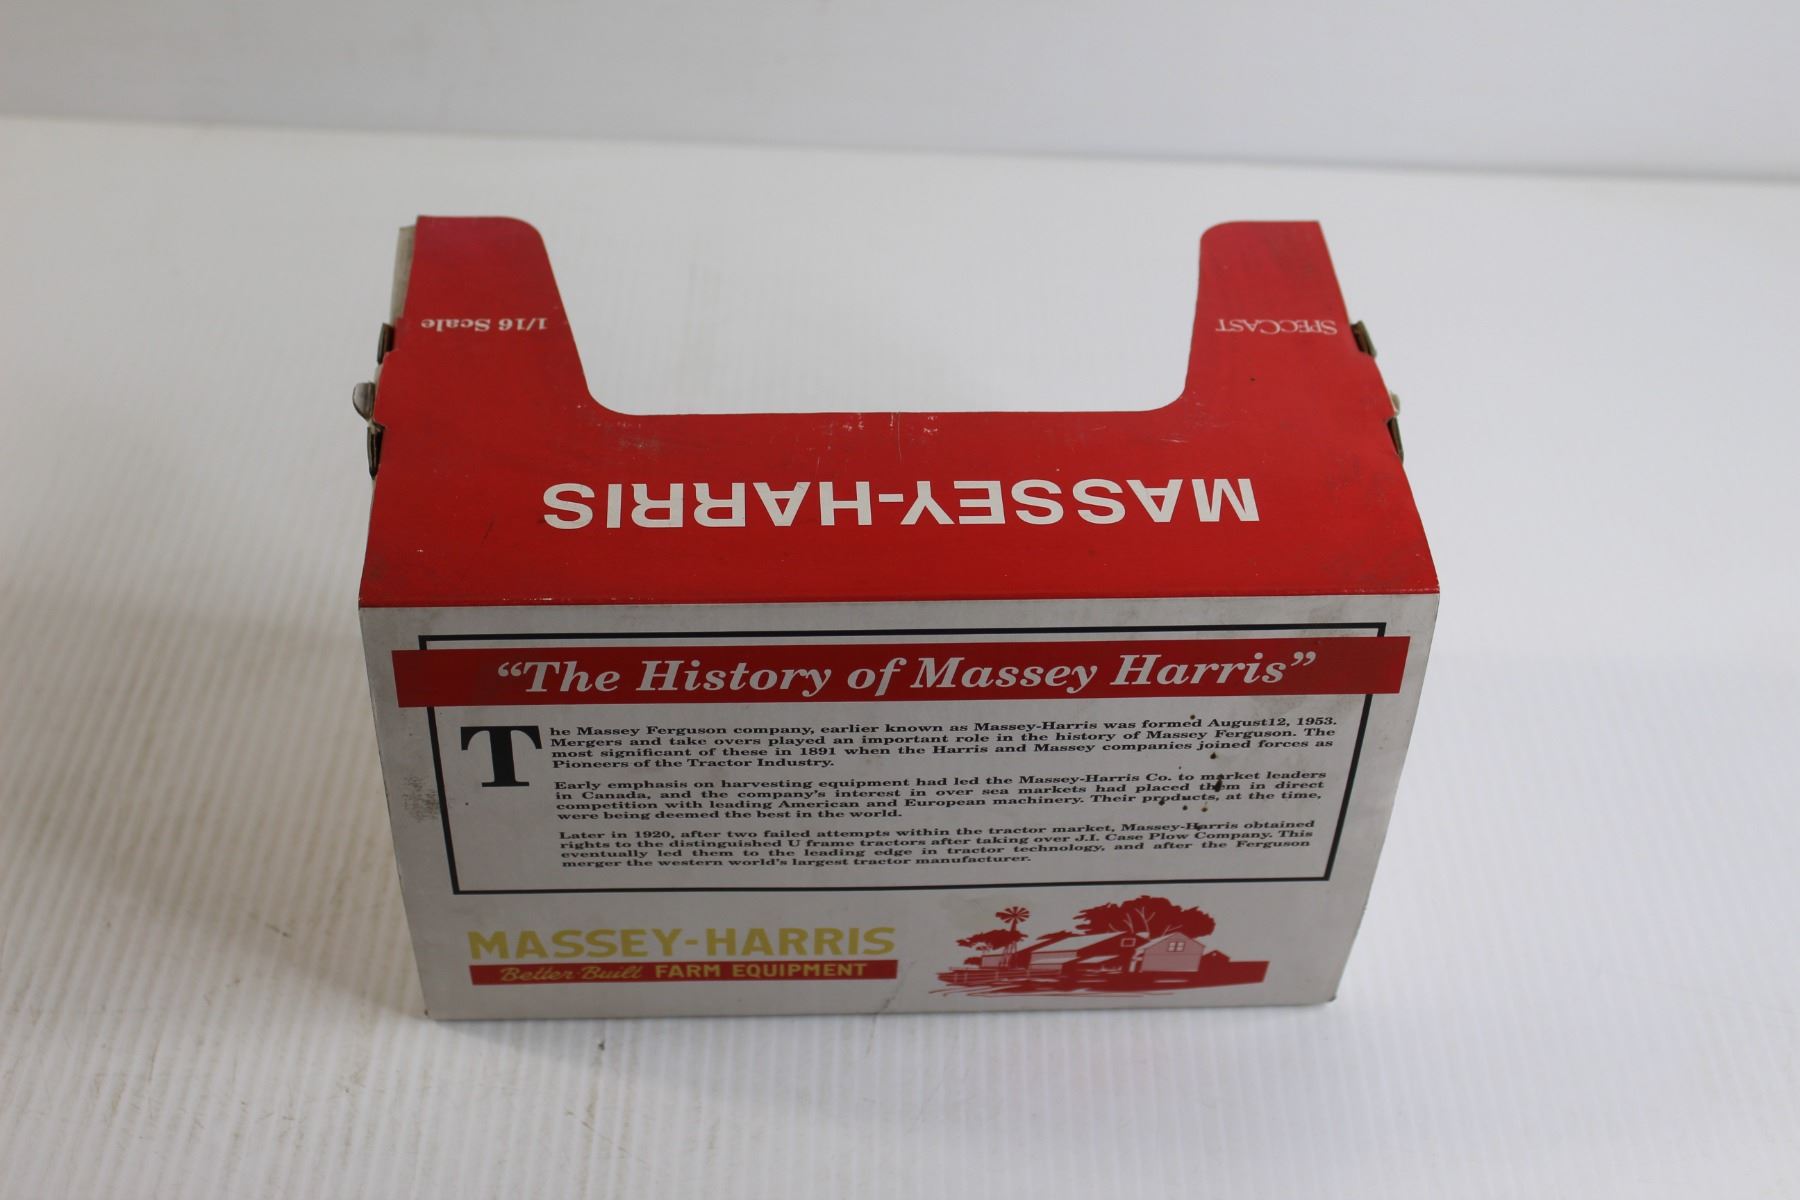 1/16 Scale
SPECCAST
MASSEY-HARRIS
“The History of Massey Harris”
The Massey Ferguson company, earlier known as Massey-Harris was formed August12, 1953.
Mergers and take overs played an important role in the history of Massey Ferguson. The
most significant of these in 1891 when the Harris and Massey companies joined forces as
Pioneers of the Tractor Industry.
Early emphasis on harvesting equipment had led the Massey-Harris Co. to market leaders
in Canada, and the company's interest in over sea markets had placed them in direct
competition with leading American and European machinery. Their products, at the time,
were being deemed the best in the world.
Later in 1920, after two failed attempts within the tractor market, Massey-Harris obtained
rights to the distinguished U frame tractors after taking over J.I. Case Plow Company. This
eventually led them to the leading edge in tractor technology, and after the Ferguson
merger the western world's largest tractor manufacturer.
MASSEY-HARRIS
Better-Built FARM EQUIPMENT